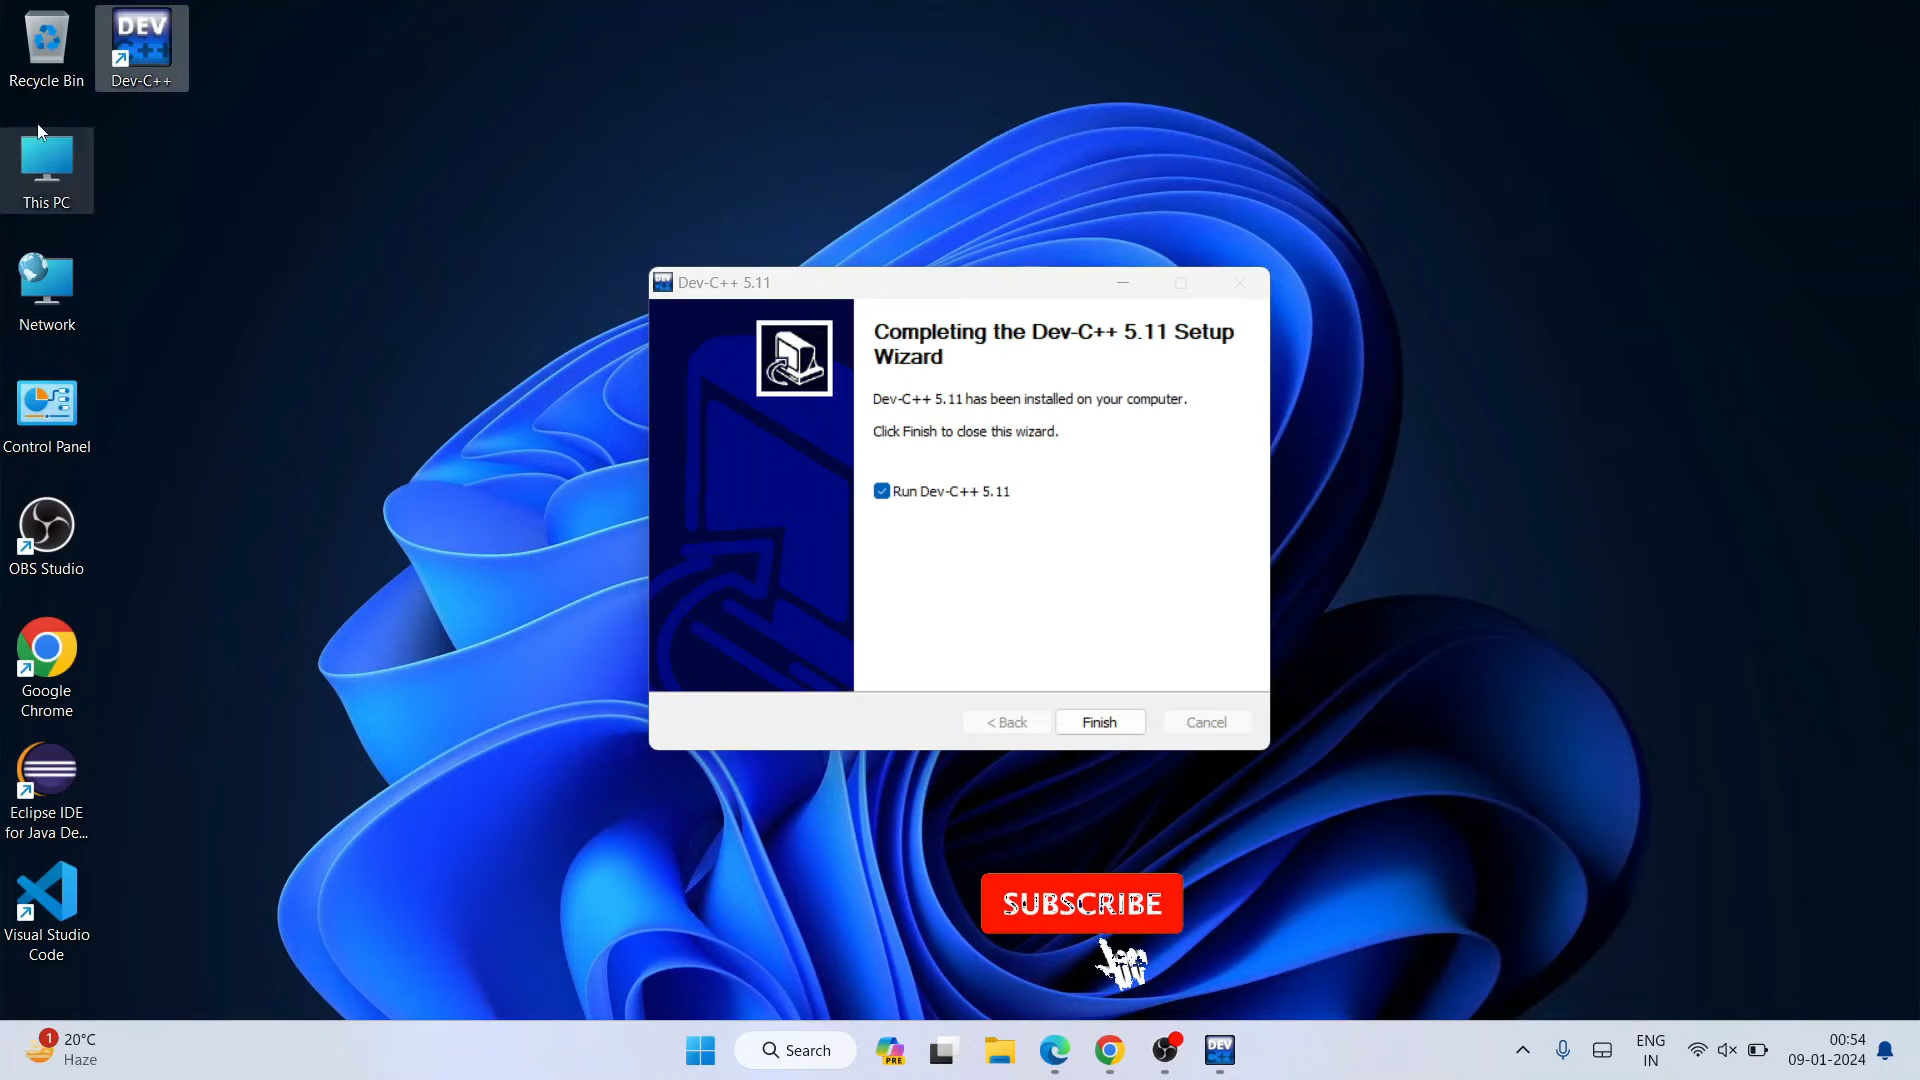 Recycle Bin
DEV
Dev-C++
This PC
Network
Control Panel
OBS Studio
Google
Chrome
Eclipse IDE
for Java De...
Visual Studio
Code
Dev-C++ 5.11
Completing the Dev-C++ 5.11 Setup
Wizard
Dev-C++ 5.11 has been installed on your computer.
Click Finish to close this wizard.
Run Dev-C++ 5.11
< Back
Finish
Cancel
SUBSCRIBE
1
20°C
Haze
Search
PRE
DEV
ENG
IN
00:54
09-01-2024